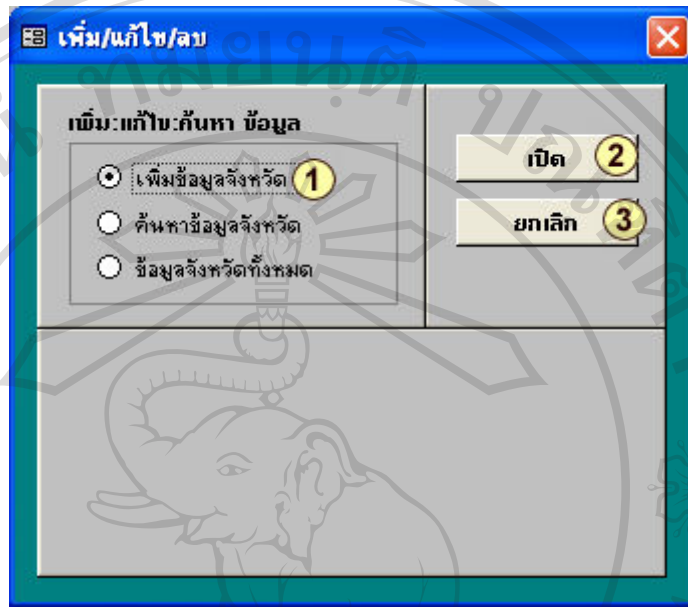 เพิ่ม/แก้ไข/ลบ
เพิ่ม:แก้ไข:ค้นหา ข้อมูล
เพิ่มข้อมูลจังหวัด 1
ค้นหาข้อมูลจังหวัด
ข้อมูลจังหวัดทั้งหมด
เปิด 2
ยกเลิก 3